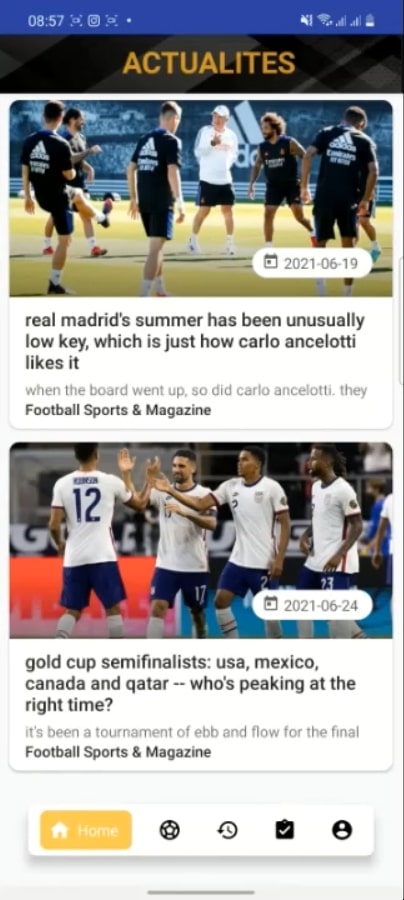 08:57
ACTUALITES
adidas
2021-06-19
real madrid's summer has been unusually
low key, which is just how carlo ancelotti
likes it
when the board went up, so did carlo ancelotti. they
Football Sports & Magazine
ROBINSON
12
17
2
2
23
2021-06-24
gold cup semifinalists: usa, mexico,
canada and qatar -- who's peaking at the
right time?
it's been a tournament of ebb and flow for the final
Football Sports & Magazine
Home